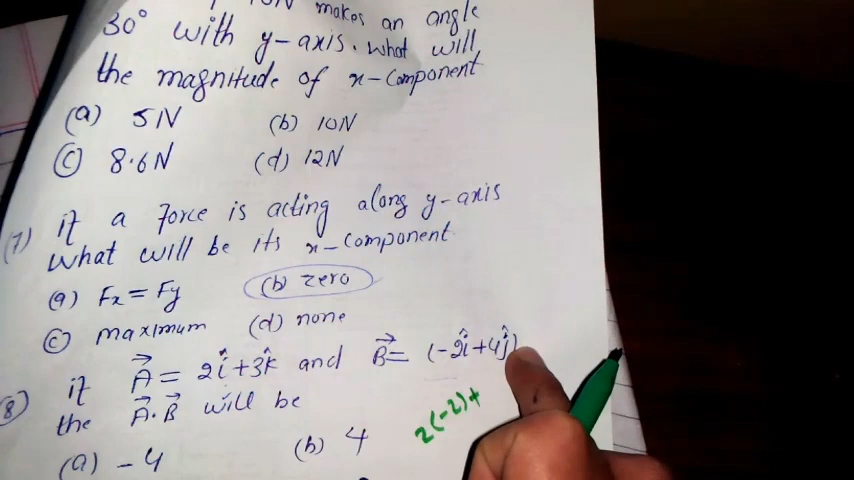 10N makes an angle
30° with y-axis. what will
the magnitude of x-component
(a) 5N (b) 10N
(c) 8.6N (d) 12N
(7) if a force is acting along y-axis
what will be its x-component
(a) Fx = Fy (b) zero
(c) maximum (d) none
(8) if A⃗ = 2î+3k̂ and B⃗ = (-2î+4ĵ)
the A⃗.B⃗ will be
2(-2)+
(a) -4 (b) 4